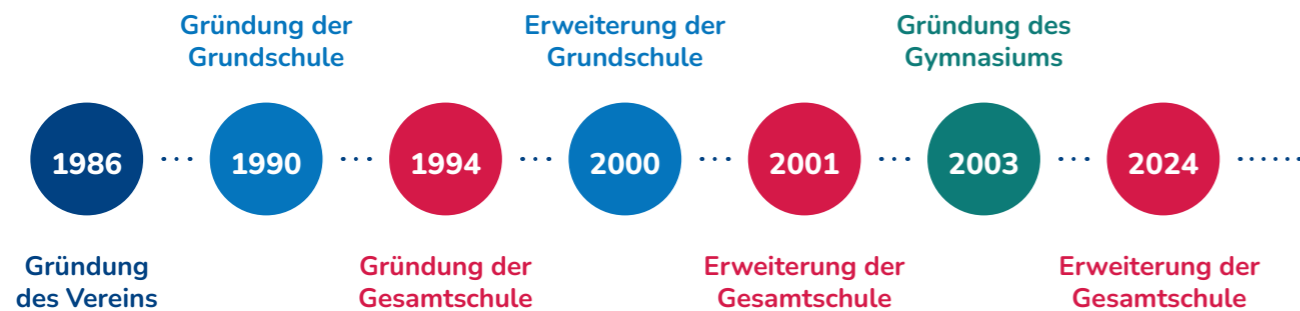 Gründung der
Grundschule
Erweiterung der
Grundschule
Gründung des
Gymnasiums
1986
1990
1994
2000
2001
2003
2024
Gründung
des Vereins
Gründung der
Gesamtschule
Erweiterung der
Gesamtschule
Erweiterung der
Gesamtschule